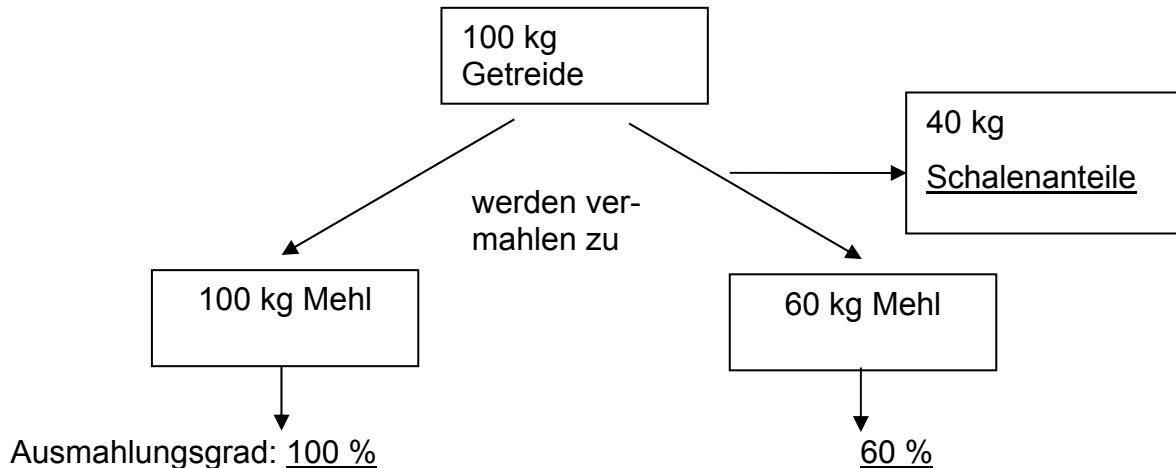 100 kg
Getreide
40 kg
Schalenanteile
werden ver-
mahlen zu
100 kg Mehl
60 kg Mehl
Ausmahlungsgrad: 100 %
60 %